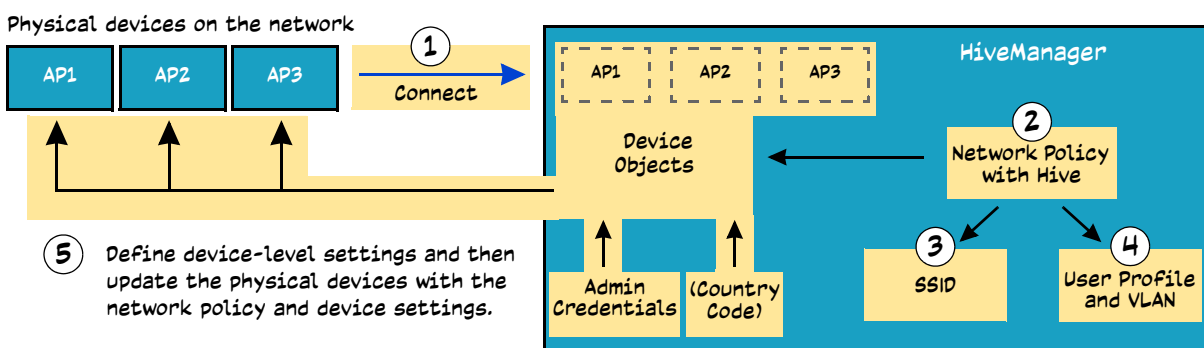 Physical devices on the network
AP1
AP2
AP3
1
Connect
HiveManager
AP1
AP2
AP3
Device
Objects
2
Network Policy
with Hive
3
SSID
4
User Profile
and VLAN
Admin
Credentials
(Country
Code)
5
Define device-level settings and then
update the physical devices with the
network policy and device settings.